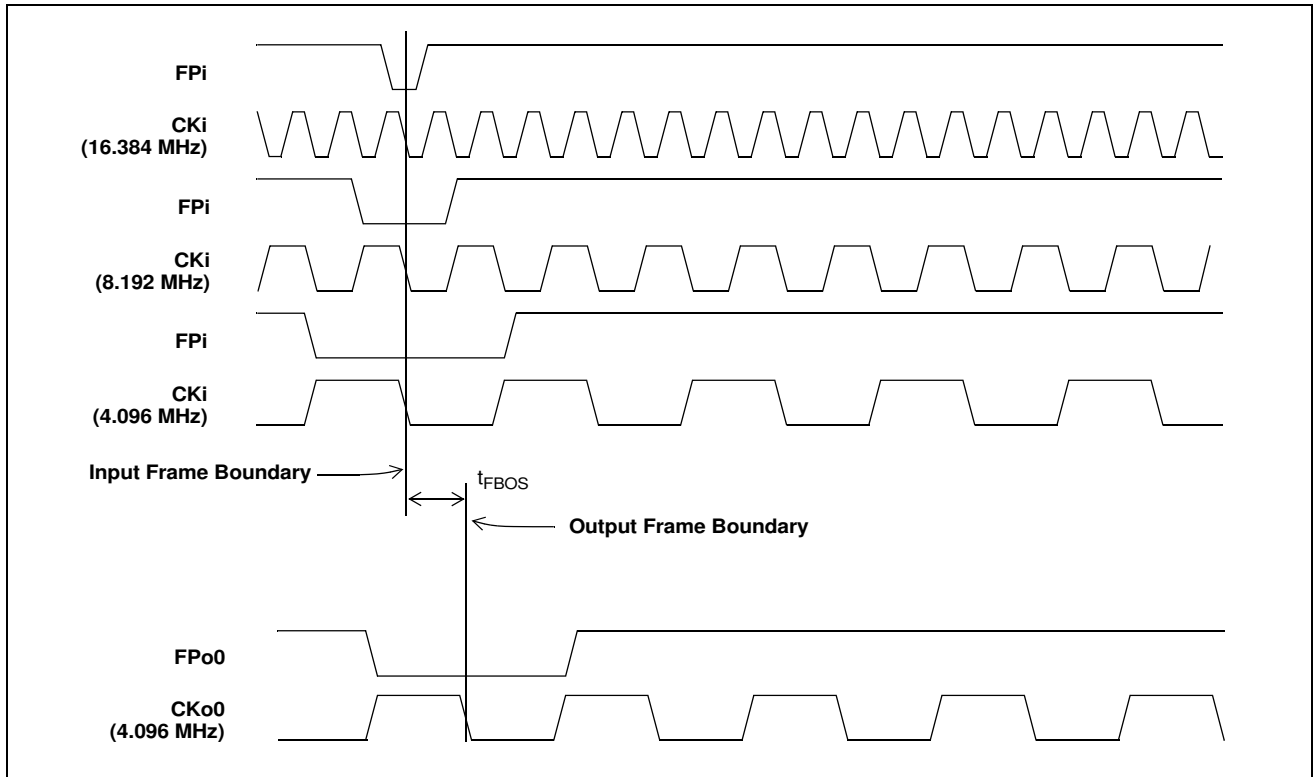 FPi
CKi
(16.384 MHz)
FPi
CKi
(8.192 MHz)
FPi
CKi
(4.096 MHz)
Input Frame Boundary
tFBOS
Output Frame Boundary
FPo0
CKo0
(4.096 MHz)